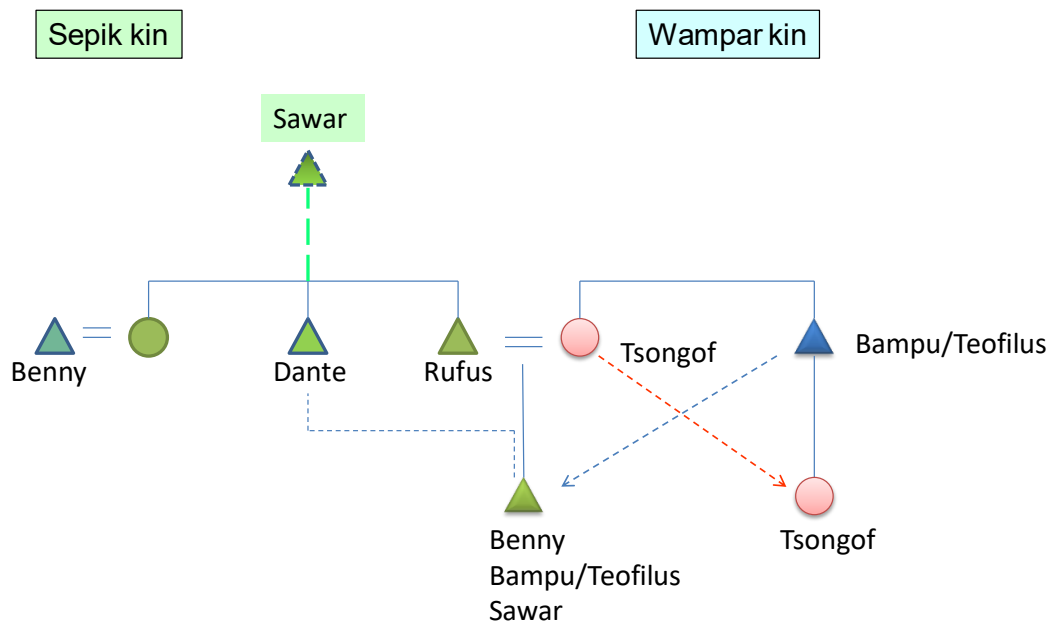 Sepik kin
Wampar kin
Sawar
Benny
Dante
Rufus
Tsongof
Bampu/Teofilus
Benny
Bampu/Teofilus
Sawar
Tsongof